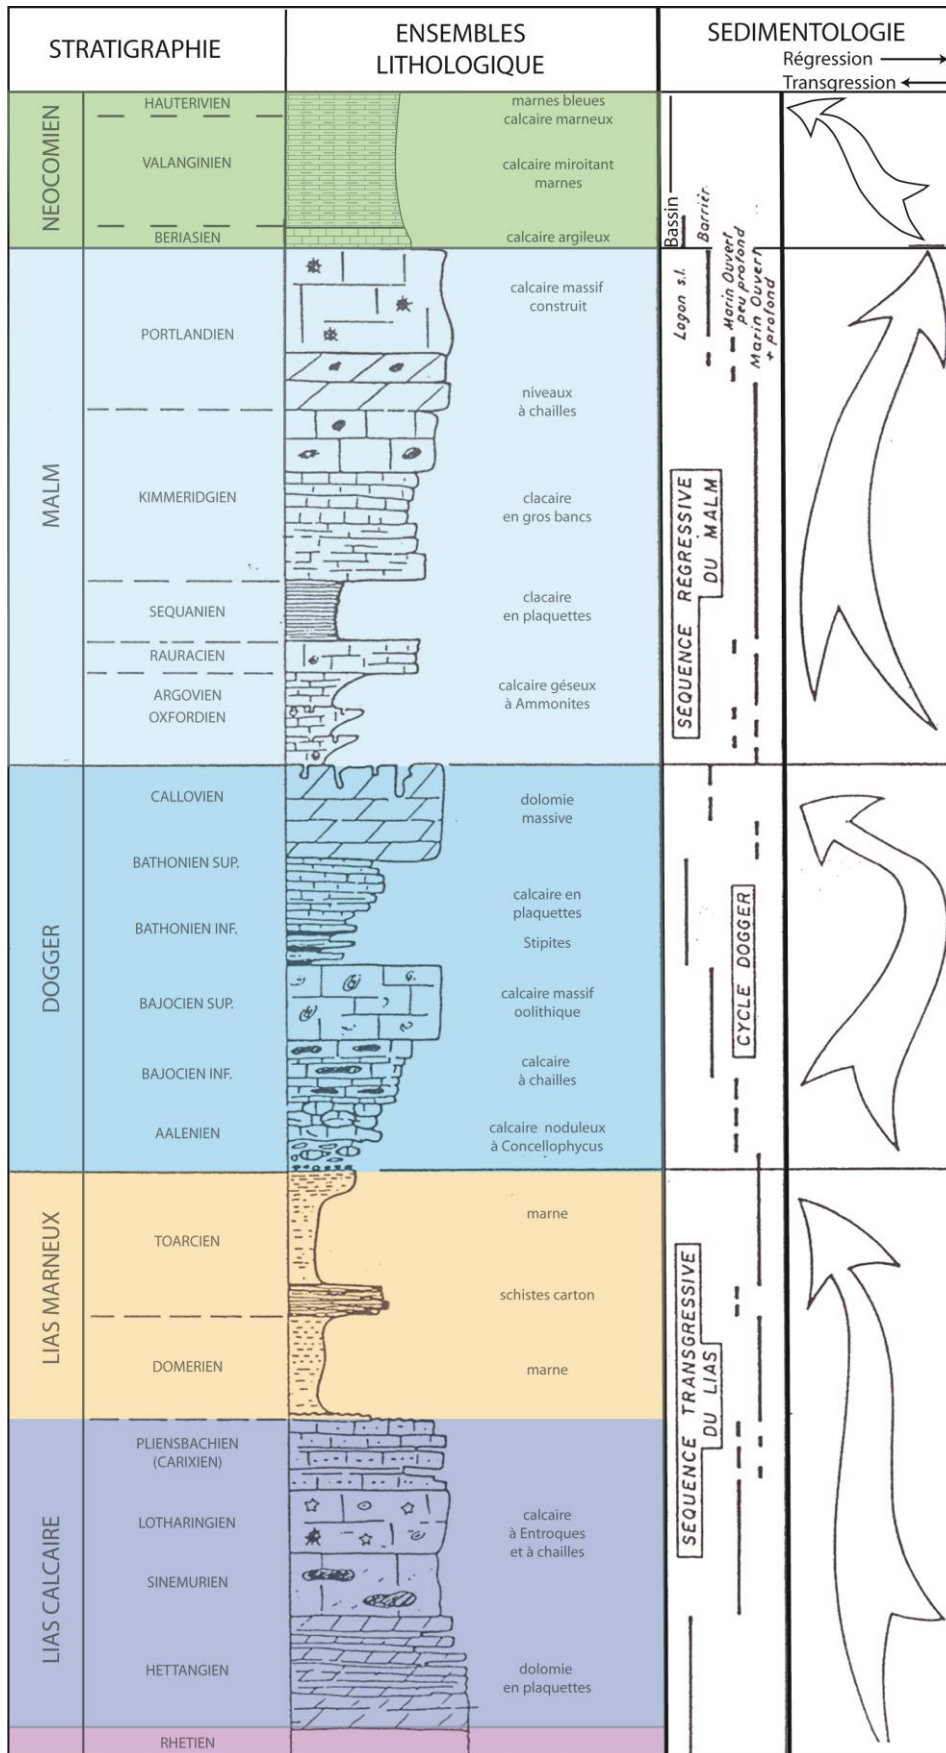 STRATIGRAPHIE
ENSEMBLES
LITHOLOGIQUE
SEDIMENTOLOGIE
Régression
Transgression
NEOCOMIEN
HAUTERIVIEN
VALANGINIEN
BERIASIEN
marnes bleues
calcaire marneux
calcaire miroitant
marnes
calcaire argileux
Bassin
Lagon s.l.
Barrière
Marin Ouvert
peu profond
Marin Ouvert
+ profond
MALM
PORTLANDIEN
KIMMERIDGIEN
SEQUANIEN
RAURACIEN
ARGOVIEN
OXFORDIEN
calcaire massif
construit
niveaux
à chailles
clacaire
en gros bancs
clacaire
en plaquettes
calcaire géseux
à Ammonites
SÉQUENCE RÉGRESSIVE
DU MALM
DOGGER
CALLOVIEN
BATHONIEN SUP.
BATHONIEN INF.
BAJOCIEN SUP.
BAJOCIEN INF.
AALENIEN
dolomie
massive
calcaire en
plaquettes
Stipites
calcaire massif
oolithique
calcaire
à chailles
calcaire noduleux
à Concellophycus
CYCLE DOGGER
LIAS MARNEUX
TOARCIEN
DOMERIEN
marne
schistes carton
marne
LIAS CALCAIRE
PLIENSBACHIEN
(CARIXIEN)
LOTHARINGIEN
SINEMURIEN
HETTANGIEN
RHETIEN
calcaire
à Entroques
et à chailles
dolomie
en plaquettes
SÉQUENCE TRANSGRESSIVE
DU LIAS